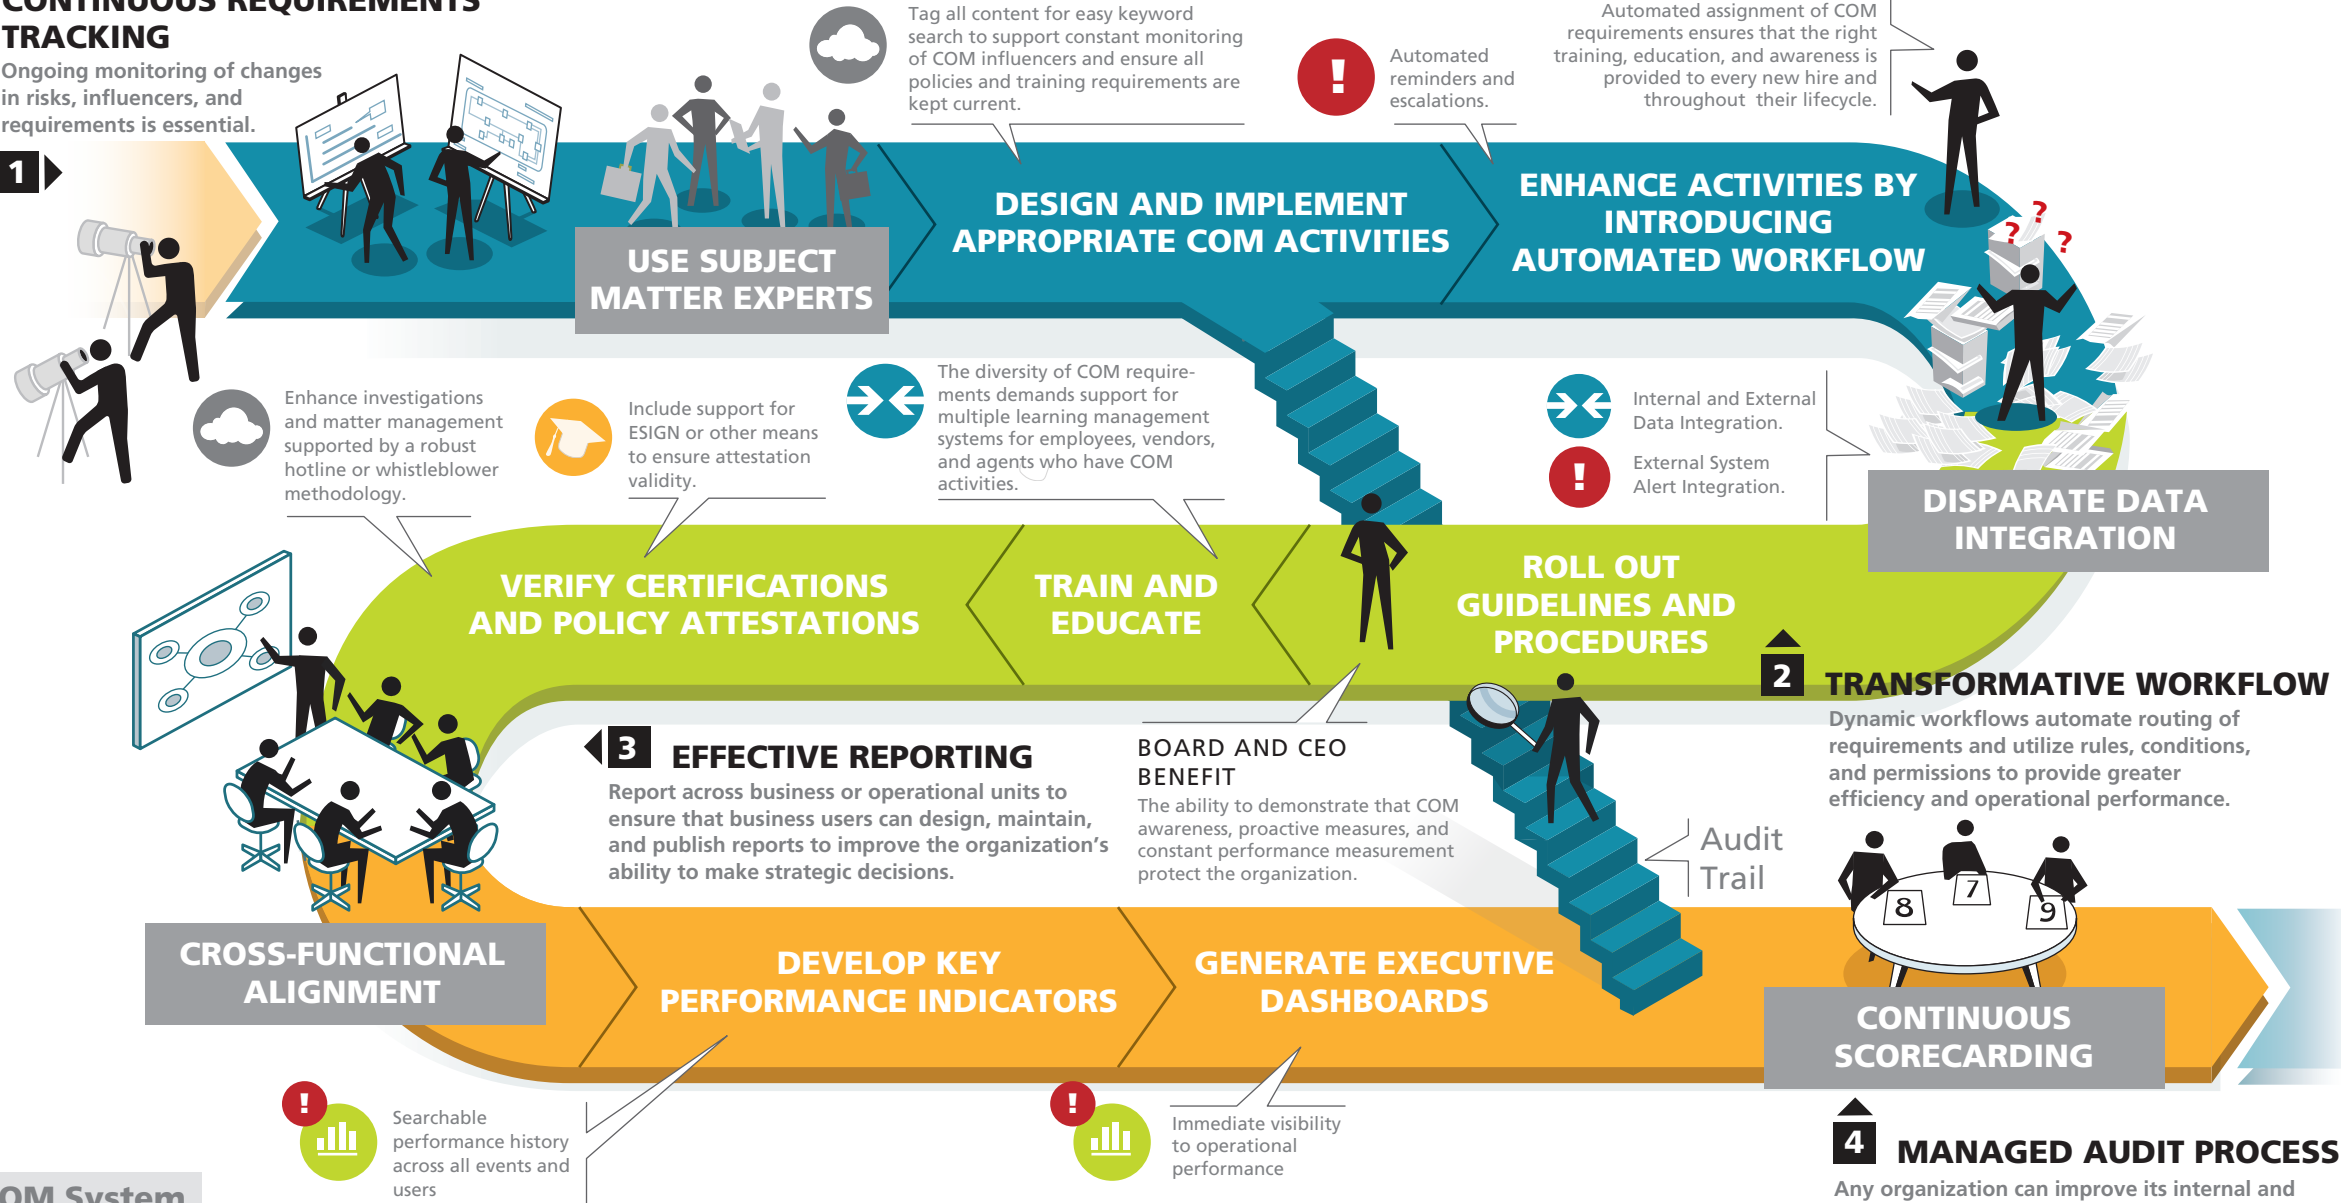 CONTINUOUS REQUIREMENTS
TRACKING
Ongoing monitoring of changes
in risks, influencers, and
requirements is essential.
1
Tag all content for easy keyword
search to support constant monitoring
of COM influencers and ensure all
policies and training requirements are
kept current.
!
Automated
reminders and
escalations.
Automated assignment of COM
requirements ensures that the right
training, education, and awareness is
provided to every new hire and
throughout their lifecycle.
USE SUBJECT
MATTER EXPERTS
DESIGN AND IMPLEMENT
APPROPRIATE COM ACTIVITIES
ENHANCE ACTIVITIES BY
INTRODUCING
AUTOMATED WORKFLOW
?
?
?
Enhance investigations
and matter management
supported by a robust
hotline or whistleblower
methodology.
Include support for
ESIGN or other means
to ensure attestation
validity.
The diversity of COM require-
ments demands support for
multiple learning management
systems for employees, vendors,
and agents who have COM
activities.
Internal and External
Data Integration.
!
External System
Alert Integration.
DISPARATE DATA
INTEGRATION
VERIFY CERTIFICATIONS
AND POLICY ATTESTATIONS
TRAIN AND
EDUCATE
ROLL OUT
GUIDELINES AND
PROCEDURES
2
TRANSFORMATIVE WORKFLOW
Dynamic workflows automate routing of
requirements and utilize rules, conditions,
and permissions to provide greater
efficiency and operational performance.
3
EFFECTIVE REPORTING
Report across business or operational units to
ensure that business users can design, maintain,
and publish reports to improve the organization's
ability to make strategic decisions.
BOARD AND CEO
BENEFIT
The ability to demonstrate that COM
awareness, proactive measures, and
constant performance measurement
protect the organization.
Audit
Trail
8
7
9
CROSS-FUNCTIONAL
ALIGNMENT
DEVELOP KEY
PERFORMANCE INDICATORS
GENERATE EXECUTIVE
DASHBOARDS
CONTINUOUS
SCORECARDING
!
Searchable
performance history
across all events and
users
!
Immediate visibility
to operational
performance
4
MANAGED AUDIT PROCESS
Any organization can improve its internal and
OM System